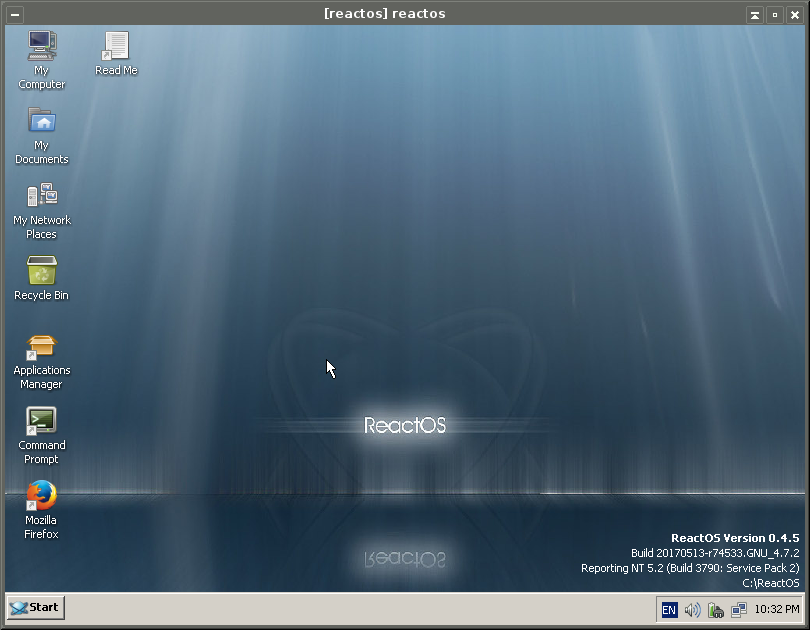 [reactos] reactos
My
Computer
Read Me
My
Documents
My Network
Places
Recycle Bin
Applications
Manager
Command
Prompt
Mozilla
Firefox
ReactOS
ReactOS
ReactOS Version 0.4.5
Build 20170513-r74533.GNU_4.7.2
Reporting NT 5.2 (Build 3790: Service Pack 2)
C:\ReactOS
Start
EN
10:32 PM